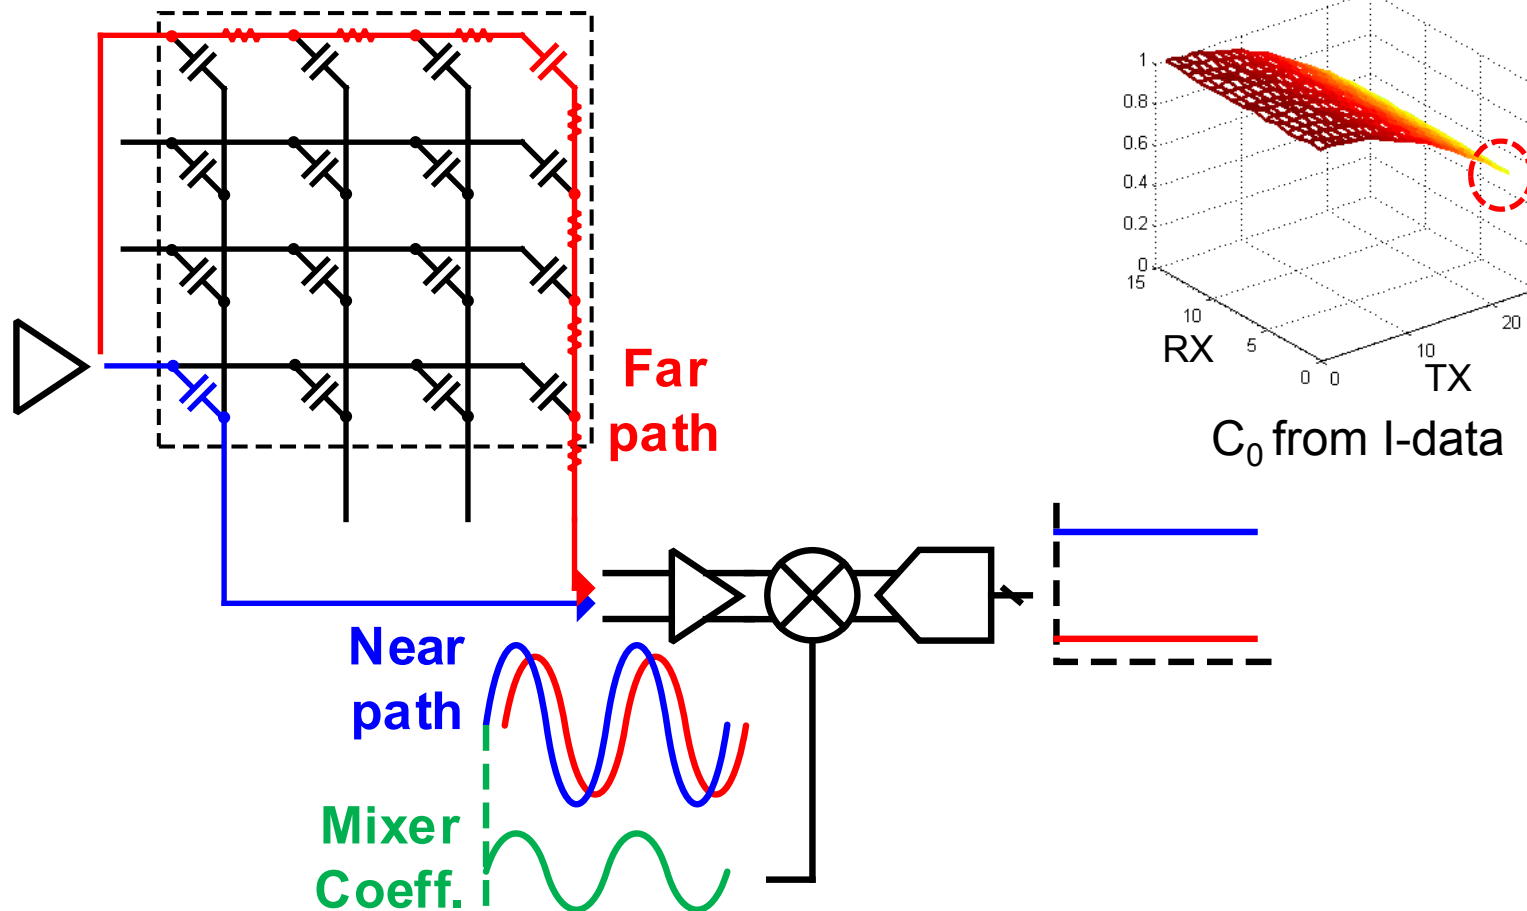 1
0.8
0.6
0.4
0.2
0
15
10
5
0
0
10
20
RX
TX
C₀ from I-data
Far
path
Near
path
Mixer
Coeff.